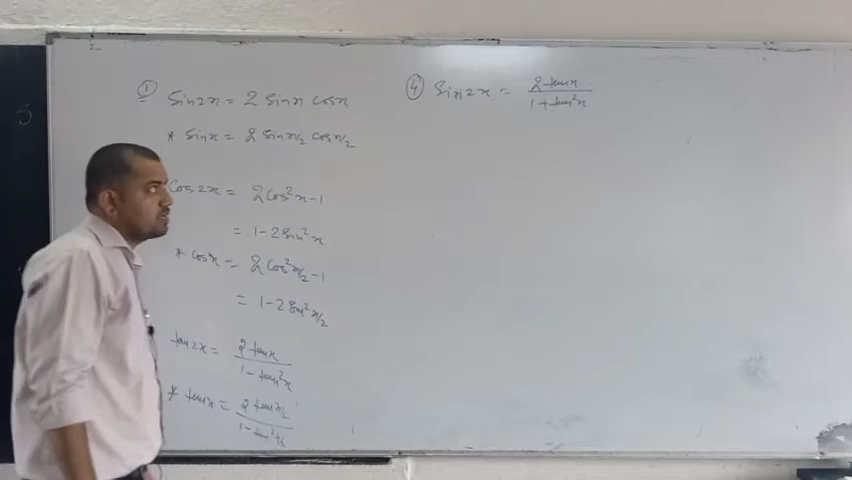 ① sin2x = 2 sinx cosx
* sinx = 2 sinx/2 cosx/2
cos2x = 2cos²x-1
= 1-2sin²x
* cosx = 2cos²x/2-1
= 1-2sin²x/2
tan2x = 2tanx / 1-tan²x
* tanx = 2tanx/2 / 1-tan²x/2
④ sin2x = 2tanx / 1+tan²x